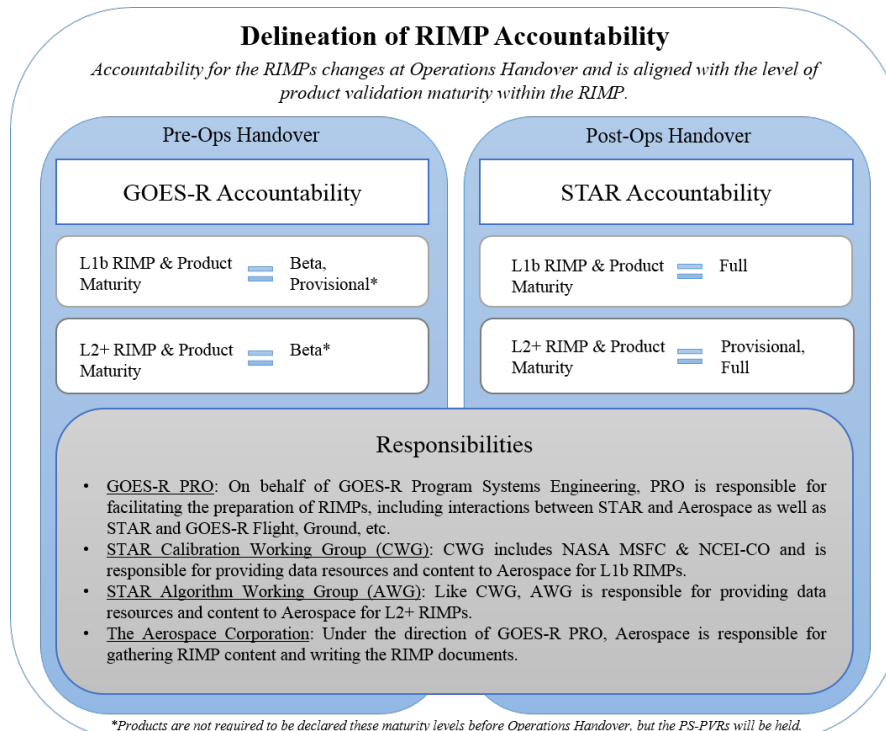 Delineation of RIMP Accountability
Accountability for the RIMPs changes at Operations Handover and is aligned with the level of
product validation maturity within the RIMP.
Pre-Ops Handover
GOES-R Accountability
L1b RIMP & Product
Maturity
Beta,
Provisional*
L2+ RIMP & Product
Maturity
Beta*
Post-Ops Handover
STAR Accountability
L1b RIMP & Product
Maturity
Full
L2+ RIMP & Product
Maturity
Provisional,
Full
Responsibilities
• GOES-R PRO: On behalf of GOES-R Program Systems Engineering, PRO is responsible for
facilitating the preparation of RIMPs, including interactions between STAR and Aerospace as well as
STAR and GOES-R Flight, Ground, etc.
• STAR Calibration Working Group (CWG): CWG includes NASA MSFC & NCEI-CO and is
responsible for providing data resources and content to Aerospace for L1b RIMPs.
• STAR Algorithm Working Group (AWG): Like CWG, AWG is responsible for providing data
resources and content to Aerospace for L2+ RIMPs.
• The Aerospace Corporation: Under the direction of GOES-R PRO, Aerospace is responsible for
gathering RIMP content and writing the RIMP documents.
*Products are not required to be declared these maturity levels before Operations Handover, but the PS-PVRs will be held.